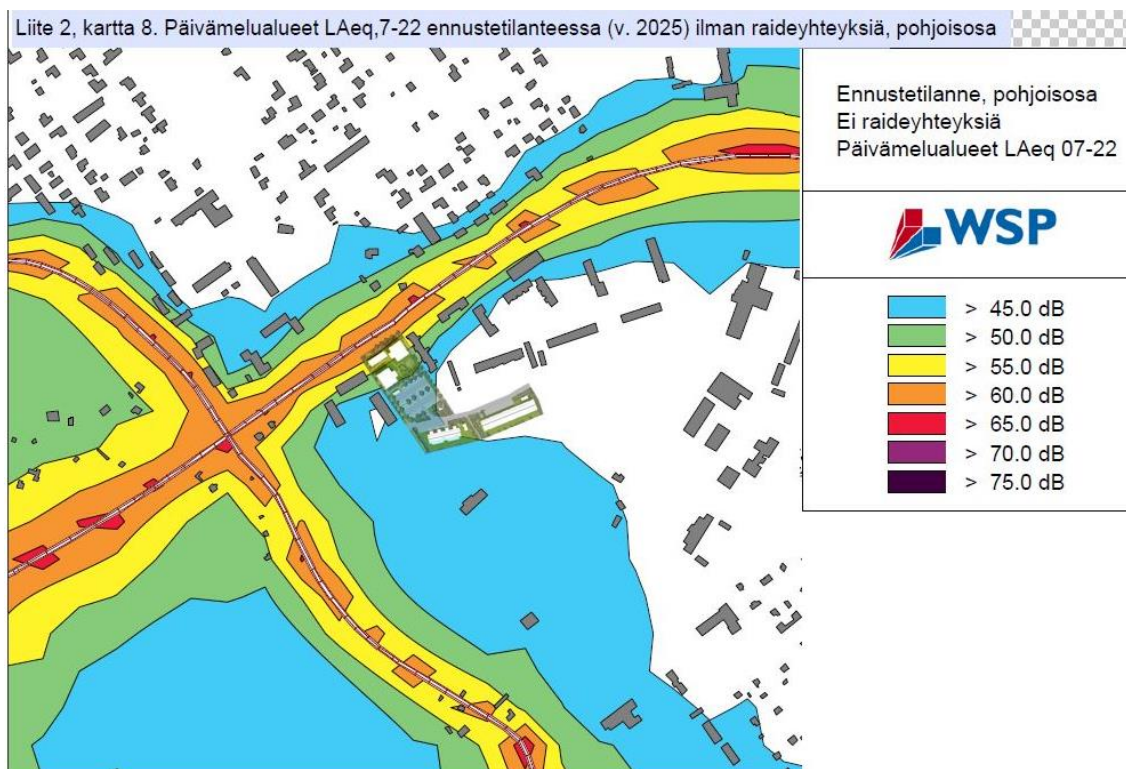 Liite 2, kartta 8. Päivämelualueet LAeq,7-22 ennustetilanteessa (v. 2025) ilman raideyhteyksiä, pohjoisosa
Ennustetilanne, pohjoisosa
Ei raideyhteyksiä
Päivämelualueet LAeq 07-22
WSP
> 45.0 dB
> 50.0 dB
> 55.0 dB
> 60.0 dB
> 65.0 dB
> 70.0 dB
> 75.0 dB